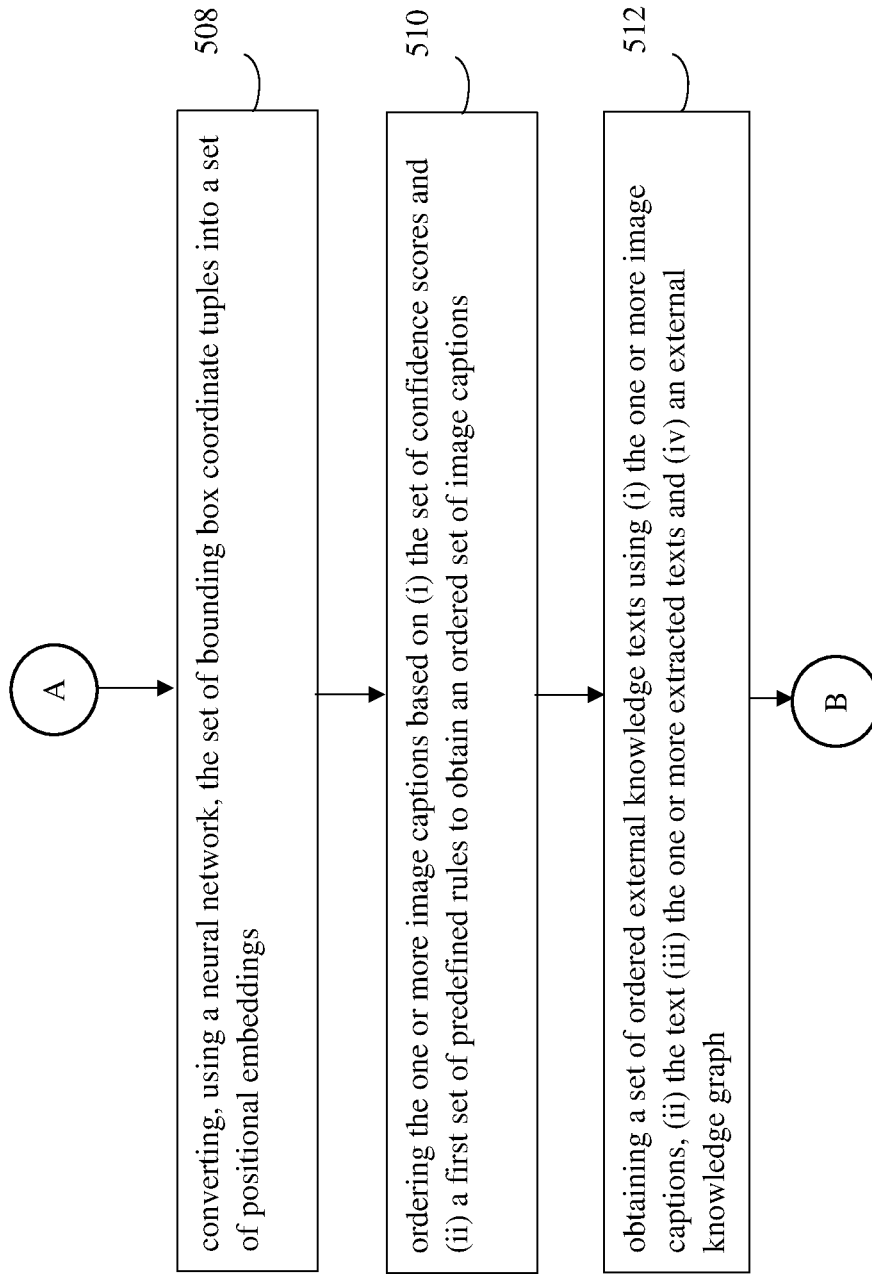 A
converting, using a neural network, the set of bounding box coordinate tuples into a set
of positional embeddings
508
ordering the one or more image captions based on (i) the set of confidence scores and
(ii) a first set of predefined rules to obtain an ordered set of image captions
510
obtaining a set of ordered external knowledge texts using (i) the one or more image
captions, (ii) the text (iii) the one or more extracted texts and (iv) an external
knowledge graph
512
B